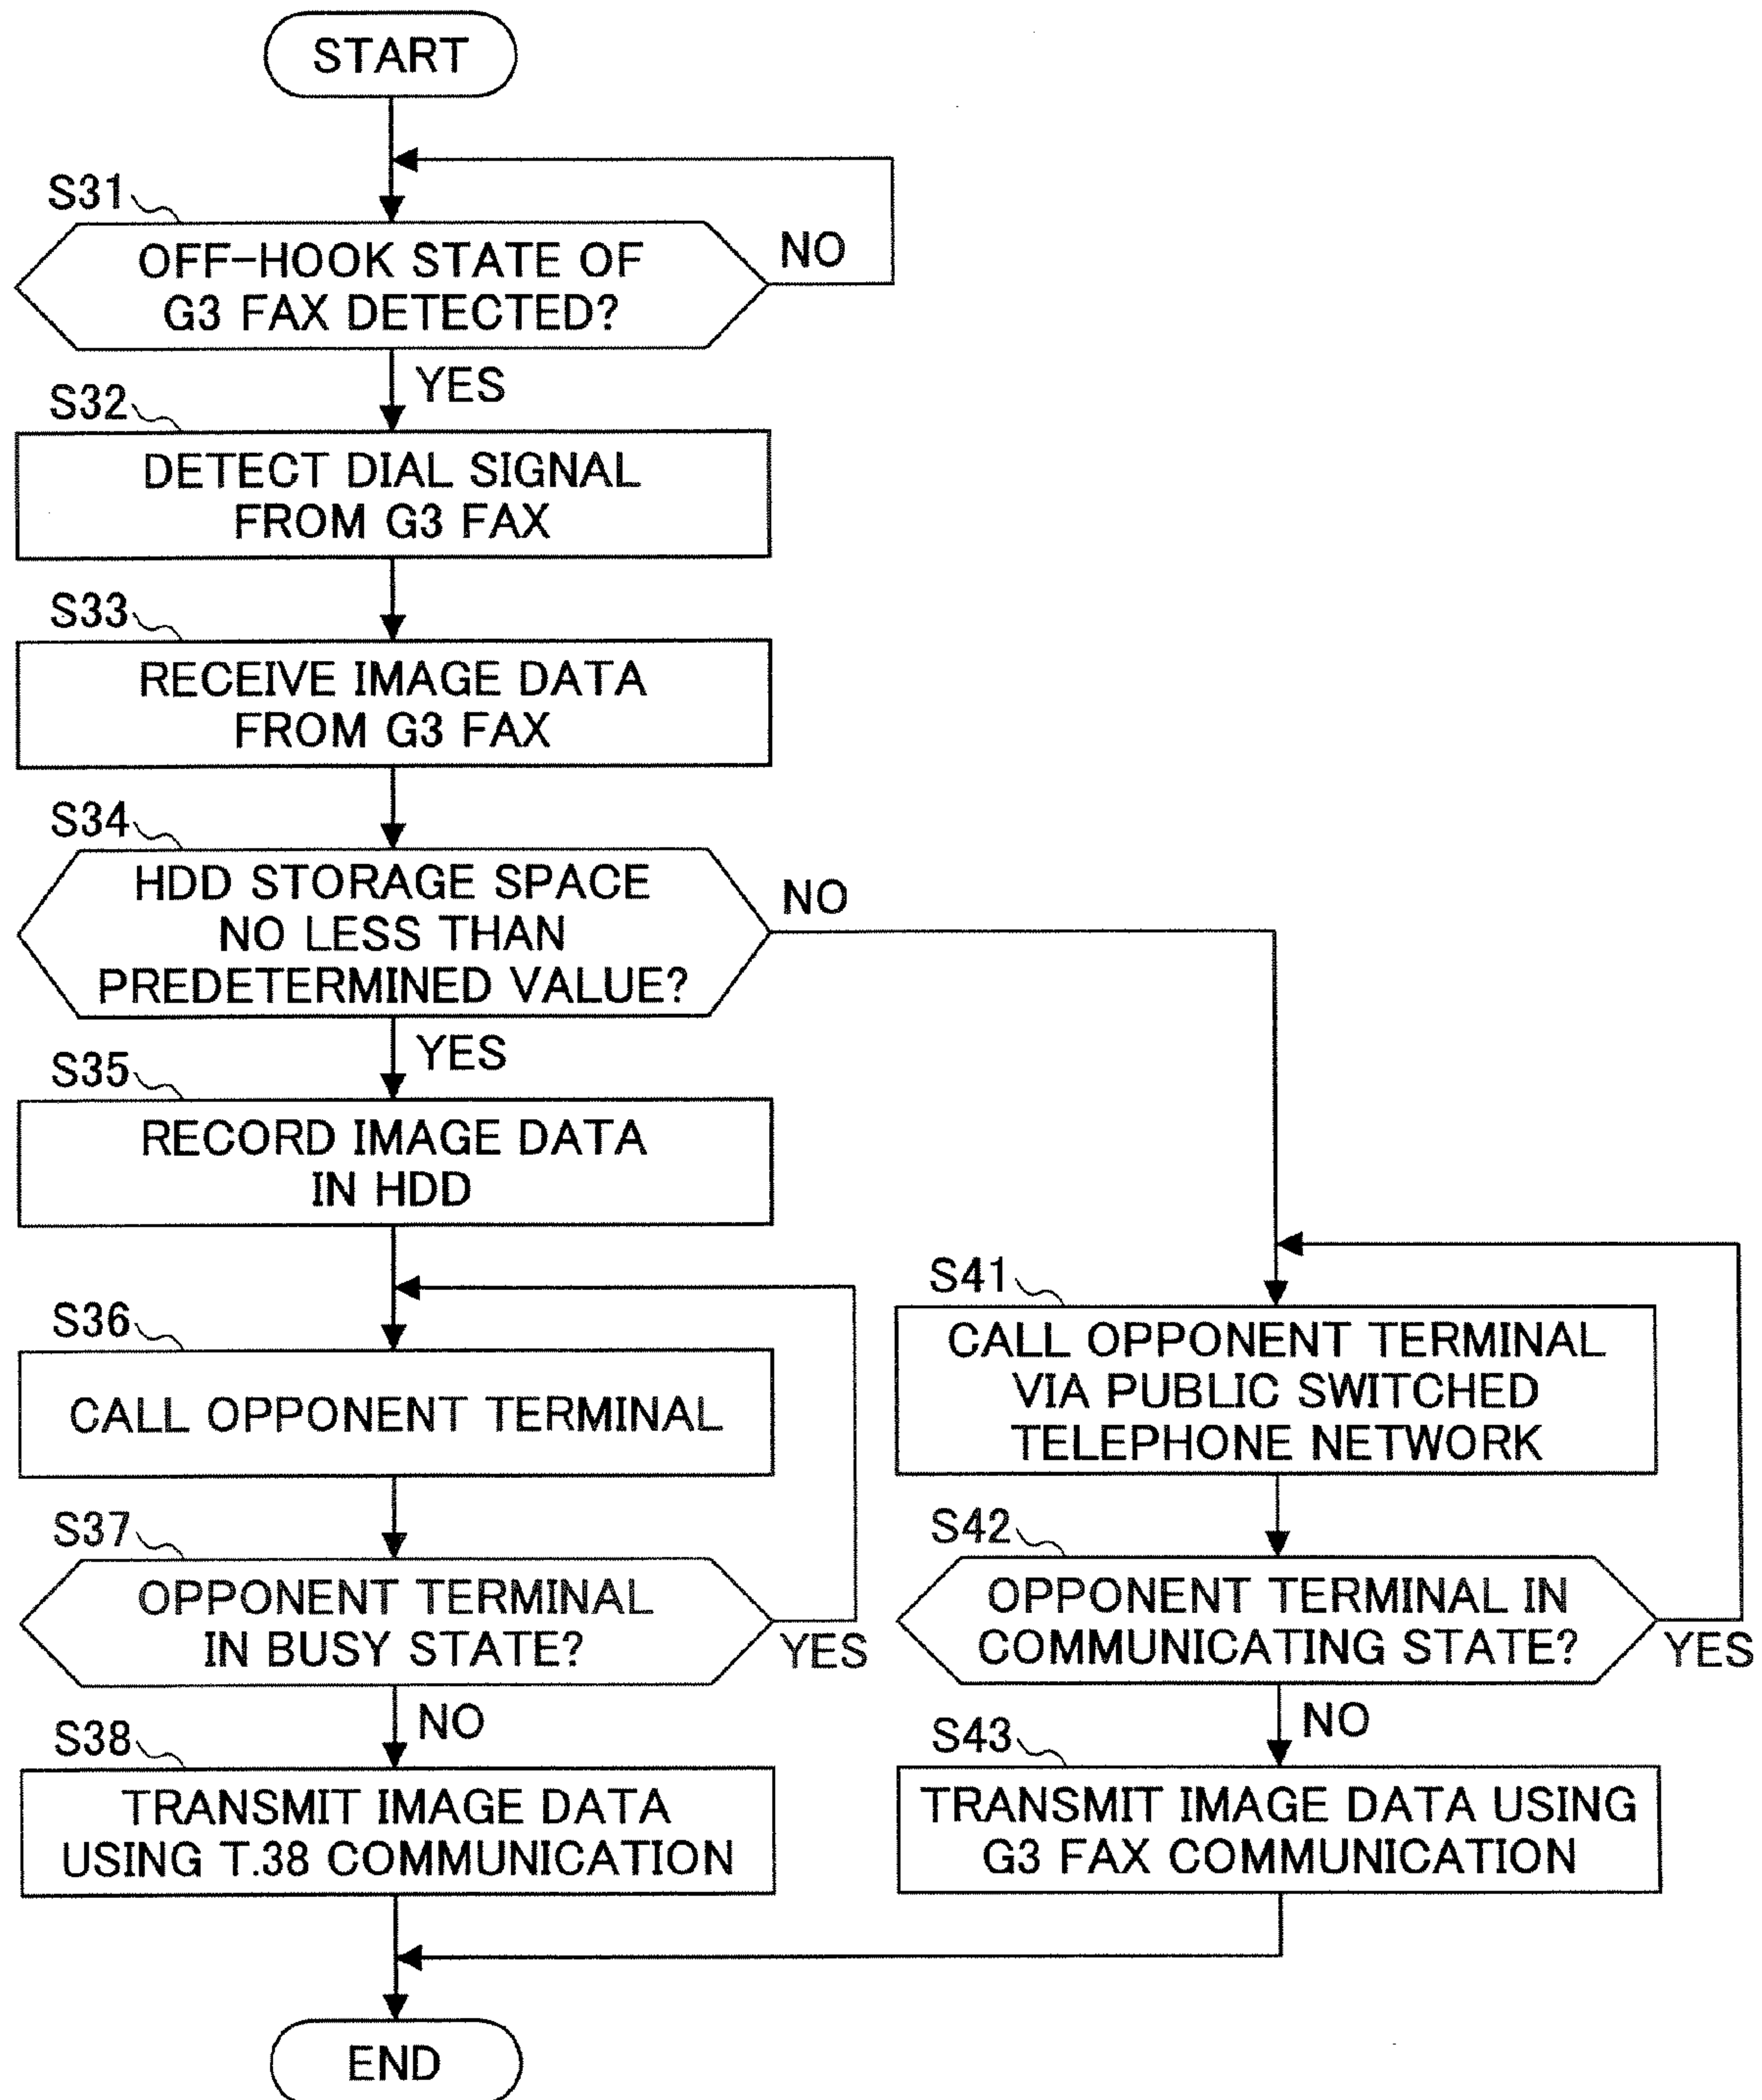 START
S31
OFF-HOOK STATE OF
G3 FAX DETECTED?
NO
YES
S32
DETECT DIAL SIGNAL
FROM G3 FAX
S33
RECEIVE IMAGE DATA
FROM G3 FAX
S34
HDD STORAGE SPACE
NO LESS THAN
PREDETERMINED VALUE?
NO
YES
S35
RECORD IMAGE DATA
IN HDD
S36
CALL OPPONENT TERMINAL
S37
OPPONENT TERMINAL
IN BUSY STATE?
YES
NO
S38
TRANSMIT IMAGE DATA
USING T.38 COMMUNICATION
S41
CALL OPPONENT TERMINAL
VIA PUBLIC SWITCHED
TELEPHONE NETWORK
S42
OPPONENT TERMINAL IN
COMMUNICATING STATE?
YES
NO
S43
TRANSMIT IMAGE DATA USING
G3 FAX COMMUNICATION
END